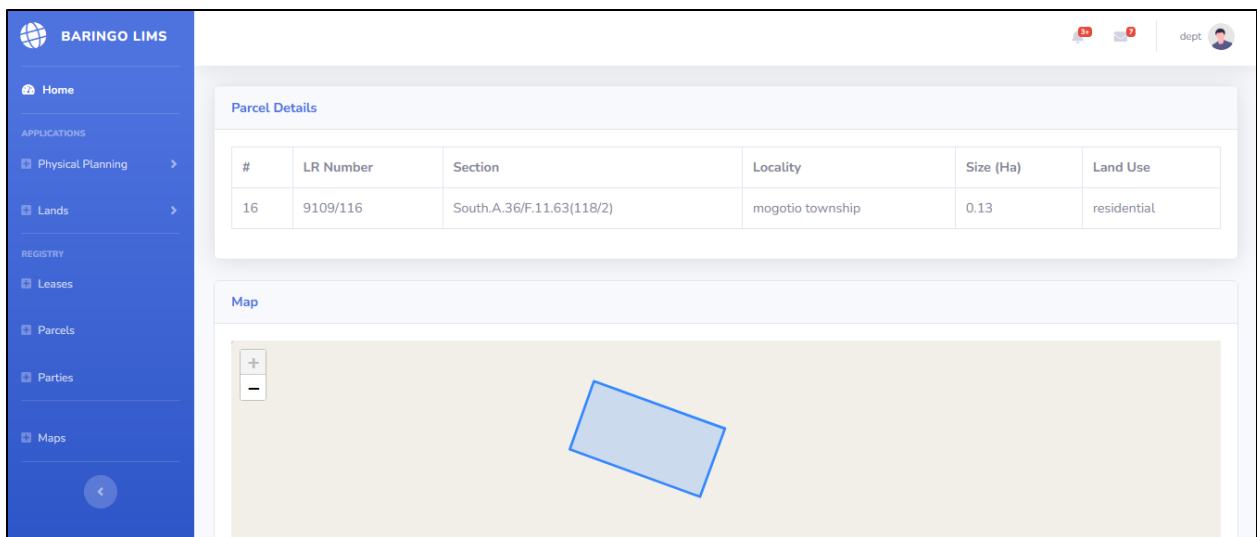 BARINGO LIMS
3+
7
dept
Home
APPLICATIONS
Physical Planning
Lands
REGISTRY
Leases
Parcels
Parties
Maps
Parcel Details
# LR Number Section Locality Size (Ha) Land Use
16 9109/116 South.A.36/F.11.63(118/2) mogotio township 0.13 residential
Map
+
−